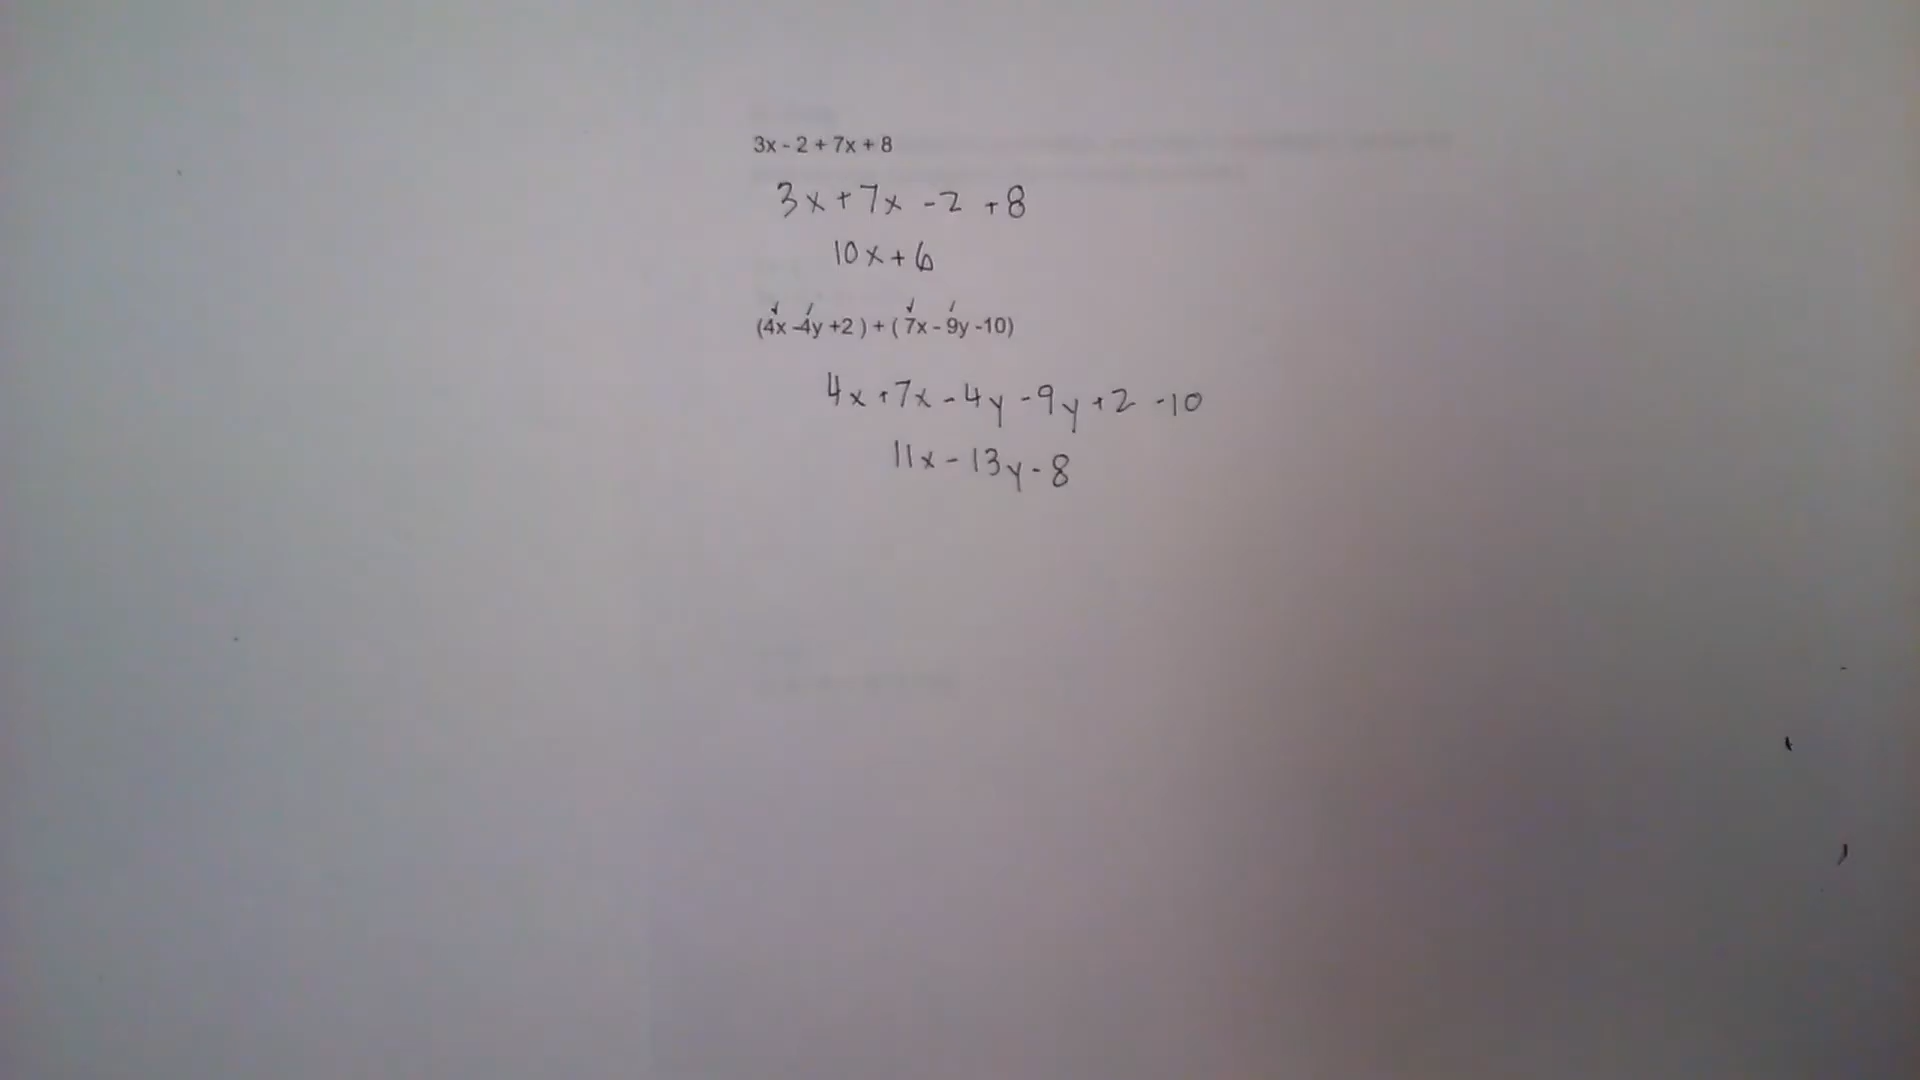 3x - 2 + 7x + 8
3x + 7x - 2 + 8
10x + 6
(4x -4y +2 ) + ( 7x - 9y -10)
4x + 7x - 4y - 9y + 2 - 10
11x - 13y - 8